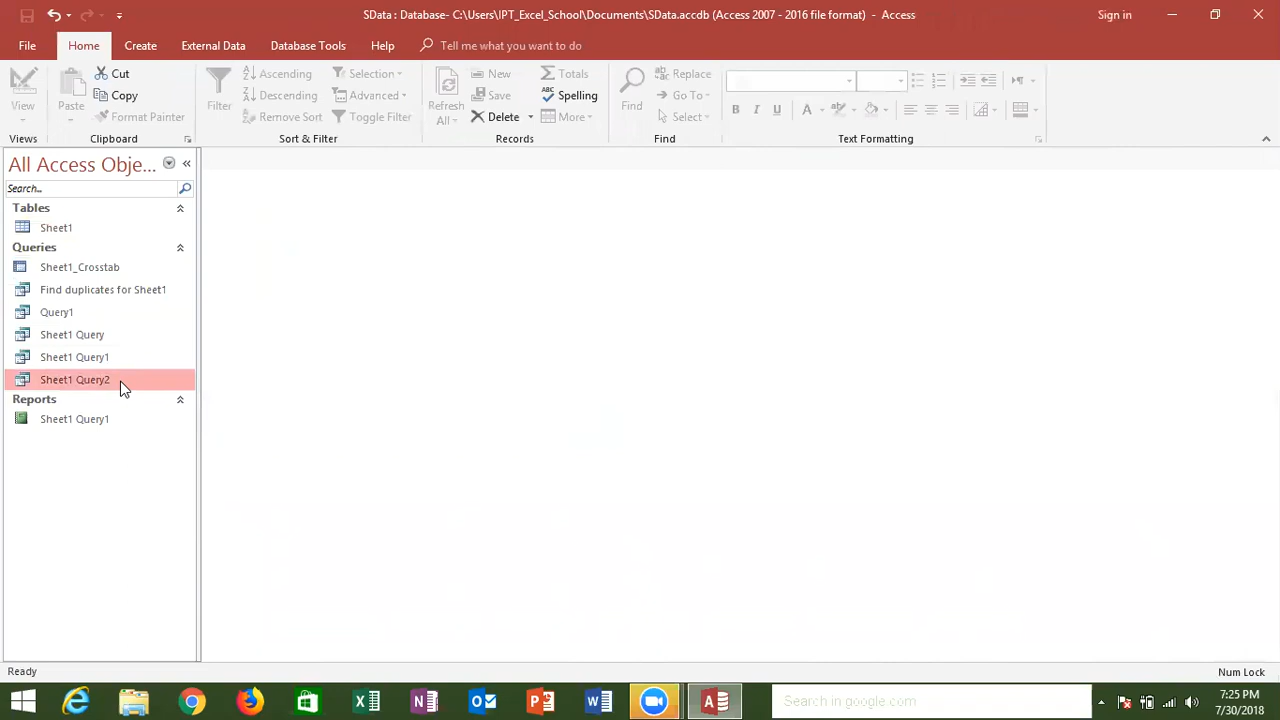 SData : Database- C:\Users\IPT_Excel_School\Documents\SData.accdb (Access 2007 - 2016 file format) - Access
Sign in
File Home Create External Data Database Tools Help Tell me what you want to do
View
Paste
Cut
Copy
Format Painter
Filter
Ascending
Descending
Remove Sort
Selection
Advanced
Toggle Filter
Refresh All
New
Save
Delete
Totals
Spelling
More
Find
Replace
Go To
Select
B I U A
Views Clipboard Sort & Filter Records Find Text Formatting
All Access Obje...
Search...
Tables
Sheet1
Queries
Sheet1_Crosstab
Find duplicates for Sheet1
Query1
Sheet1 Query
Sheet1 Query1
Sheet1 Query2
Reports
Sheet1 Query1
Ready
Num Lock
Search in google.com
7:25 PM
7/30/2018